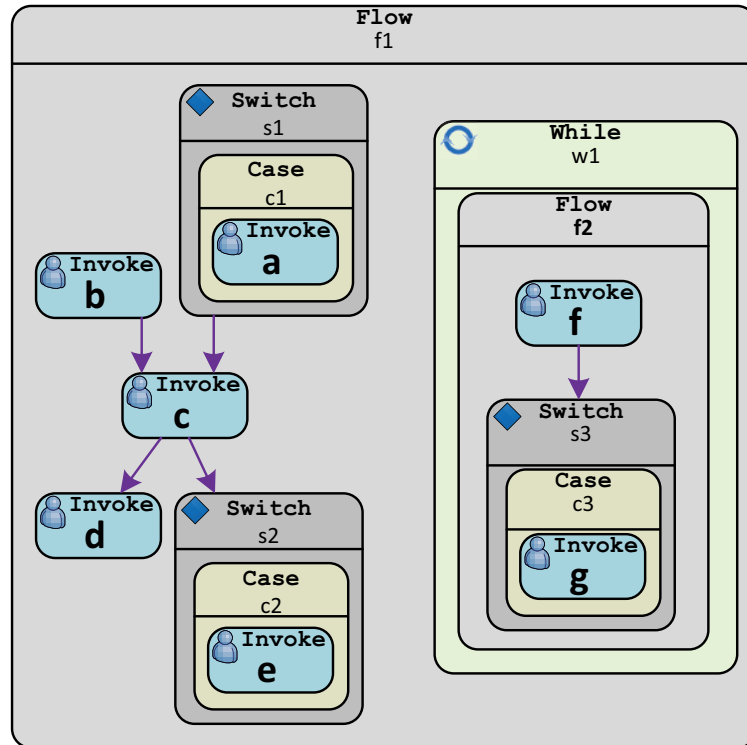 Flow
f1
Switch
s1
Case
c1
Invoke
a
Invoke
b
Invoke
c
Invoke
d
Switch
s2
Case
c2
Invoke
e
While
w1
Flow
f2
Invoke
f
Switch
s3
Case
c3
Invoke
g